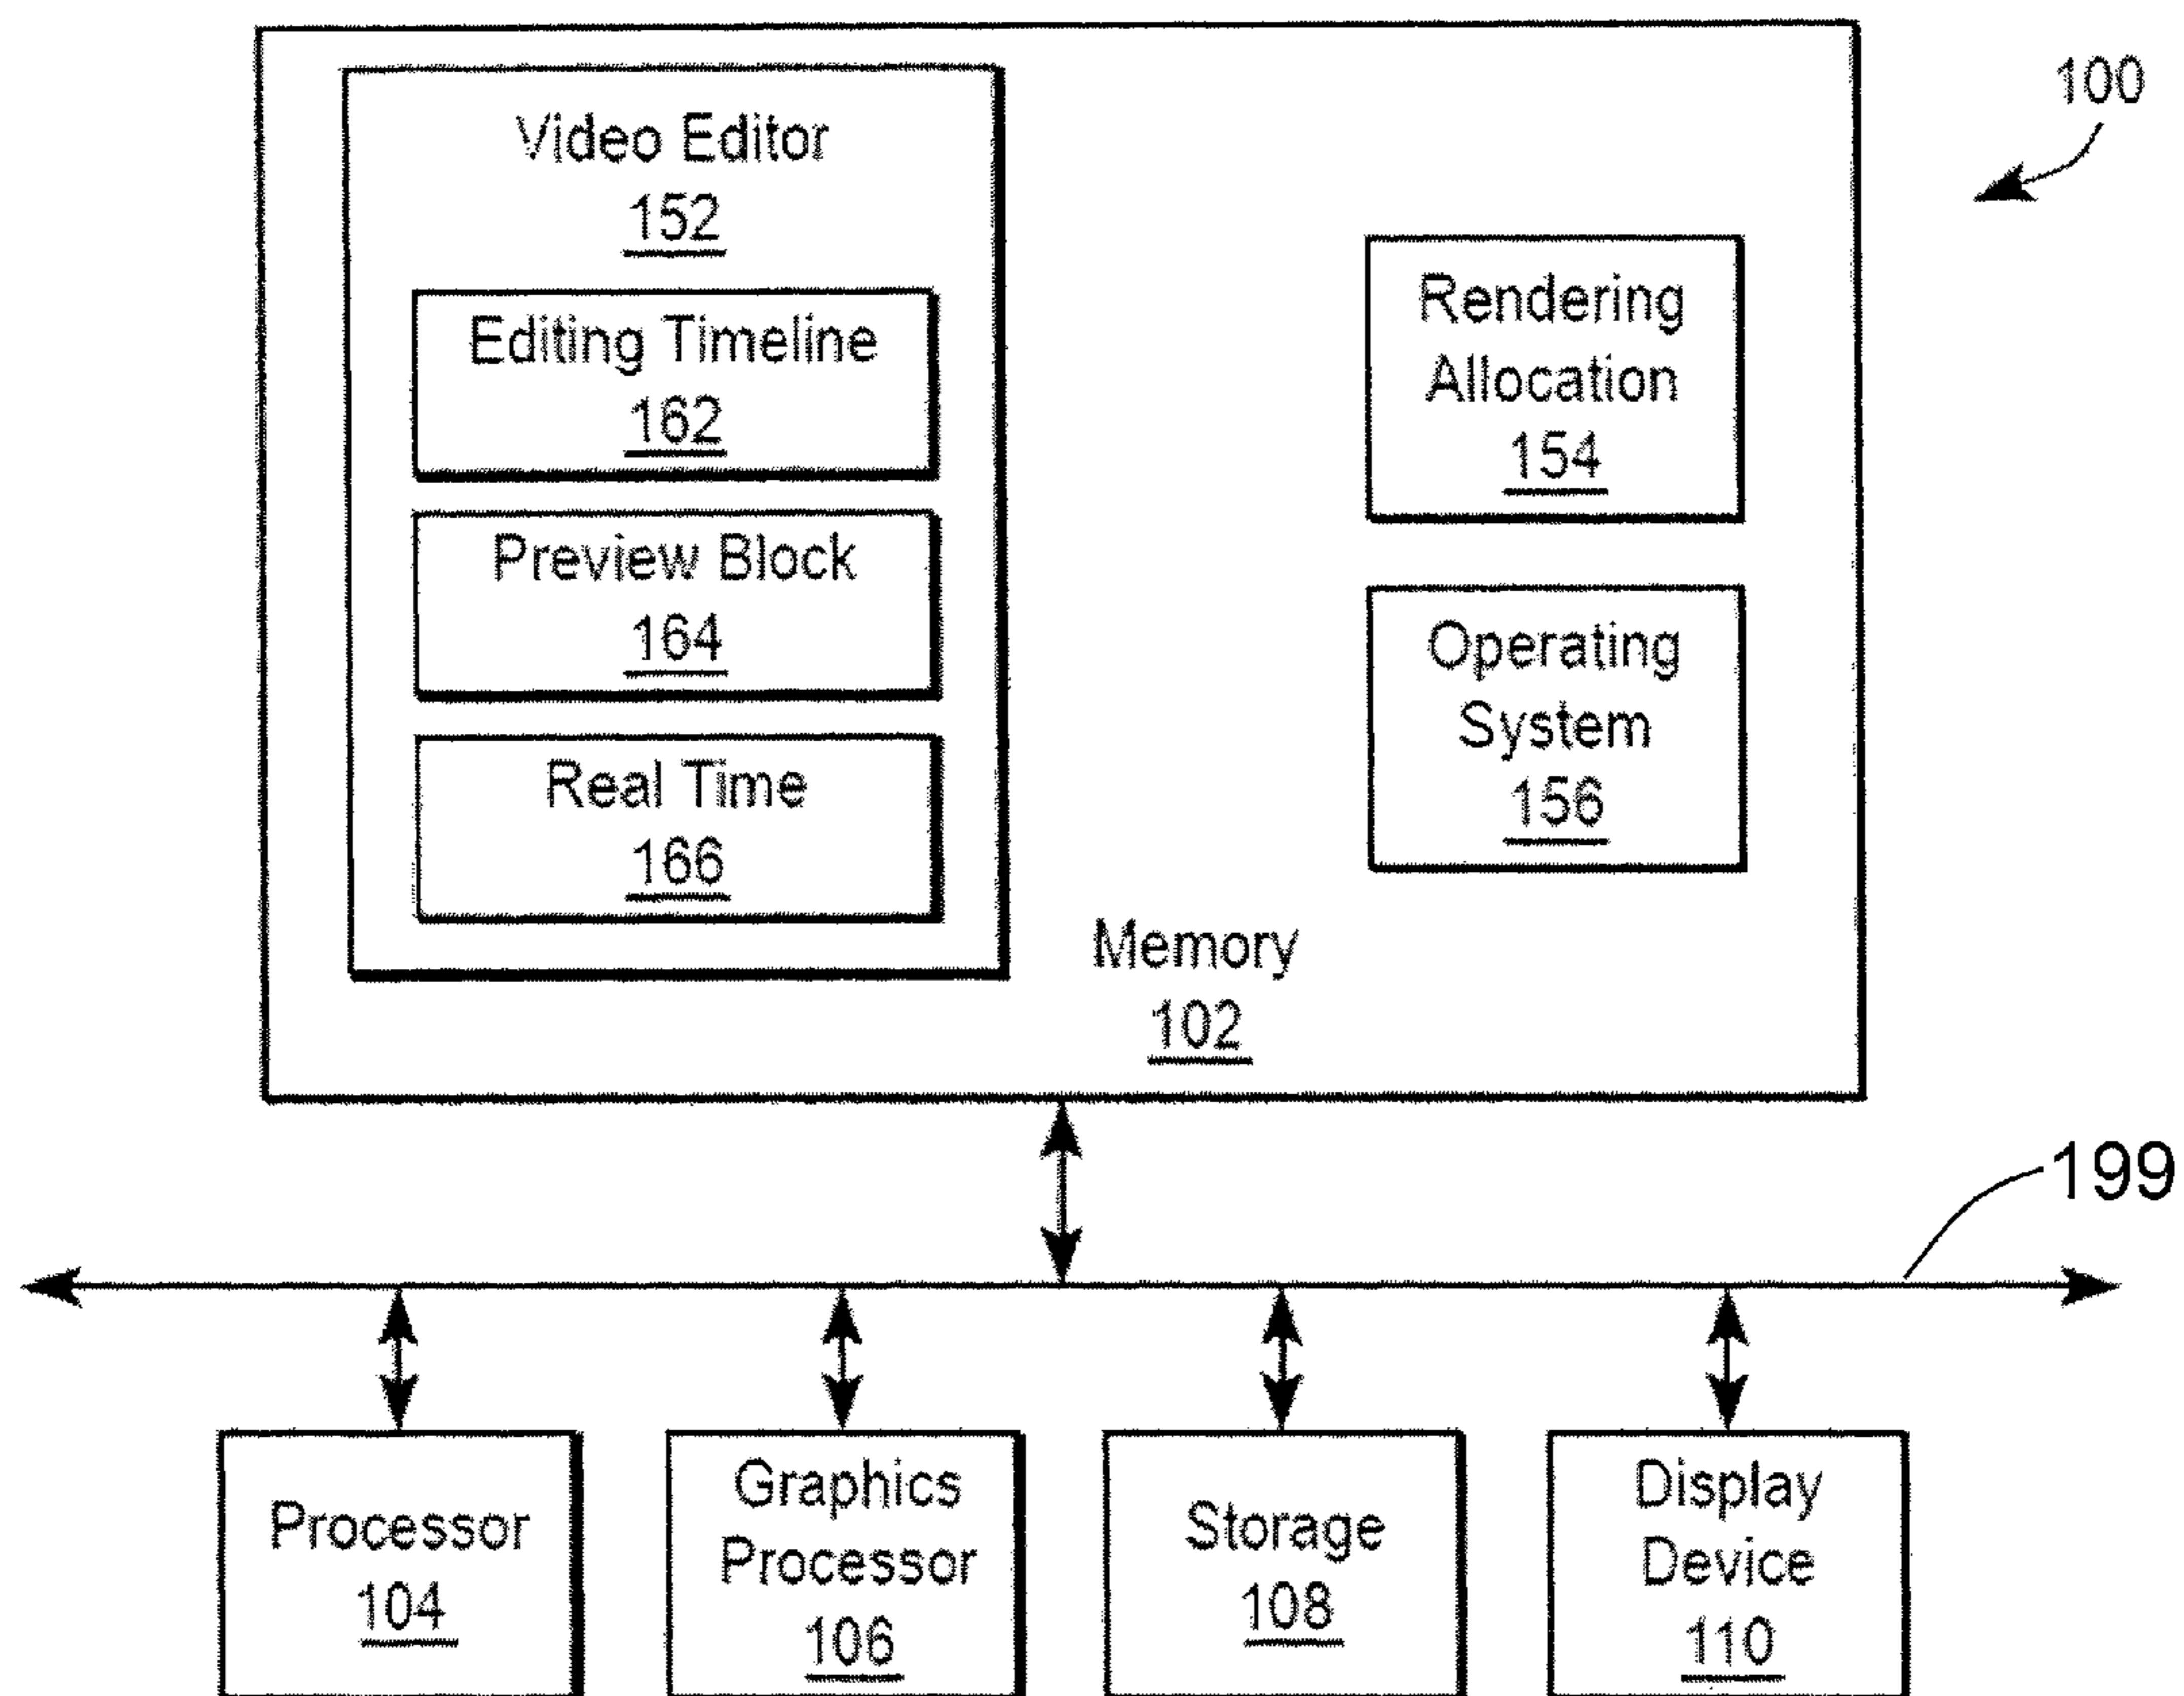 100
Video Editor
152
Editing Timeline
162
Preview Block
164
Real Time
166
Rendering
Allocation
154
Operating
System
156
Memory
102
199
Processor
104
Graphics
Processor
106
Storage
108
Display
Device
110